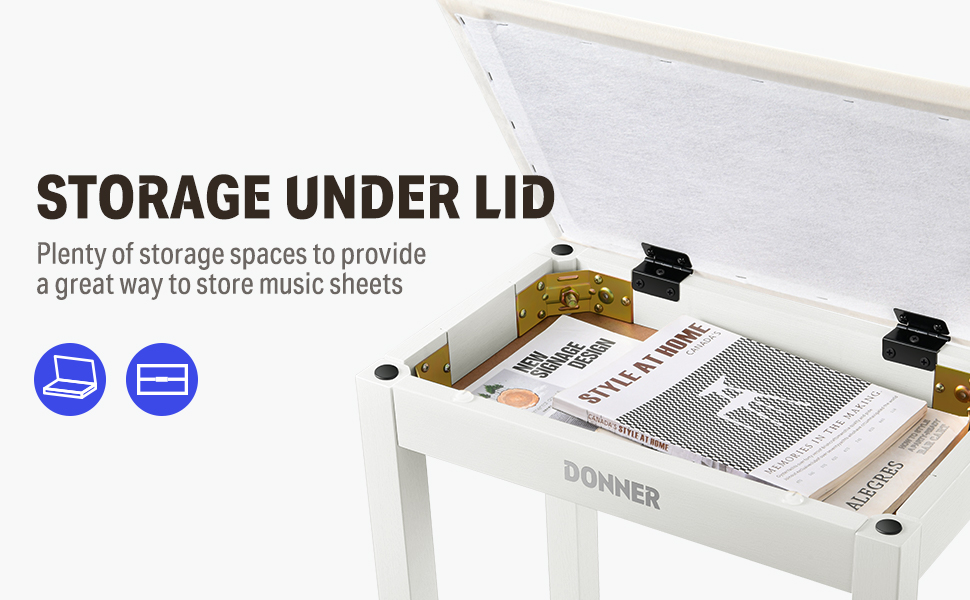 STORAGE UNDER LID
Plenty of storage spaces to provide
a great way to store music sheets
NEW
SIGNAGE
DESIGN
STYLE AT HOME
CANADA'S
CANADA'S STYLE AT HOME
MEMORIES IN THE MAKING
ALEGRES
DONNER